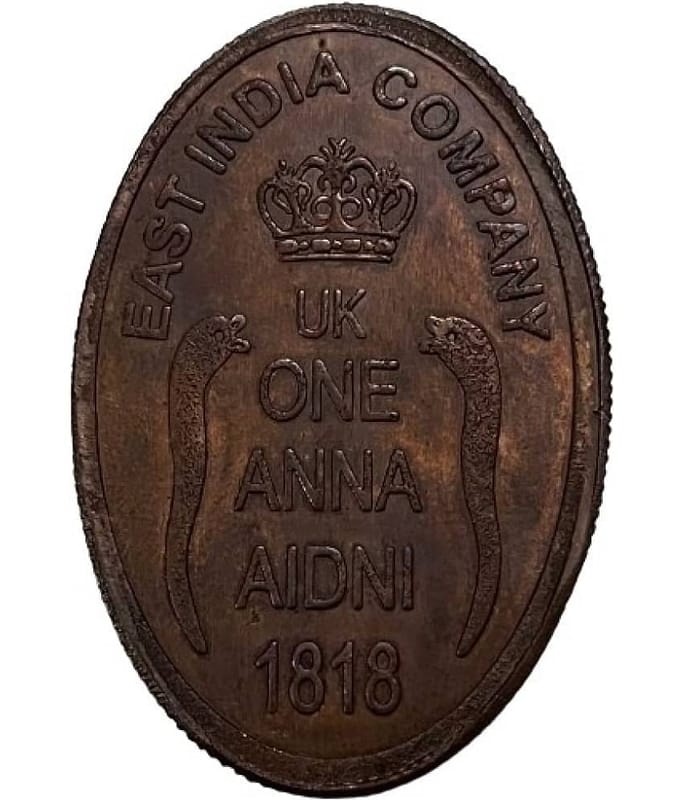 EAST INDIA COMPANY
UK
ONE
ANNA
AIDNI
1818